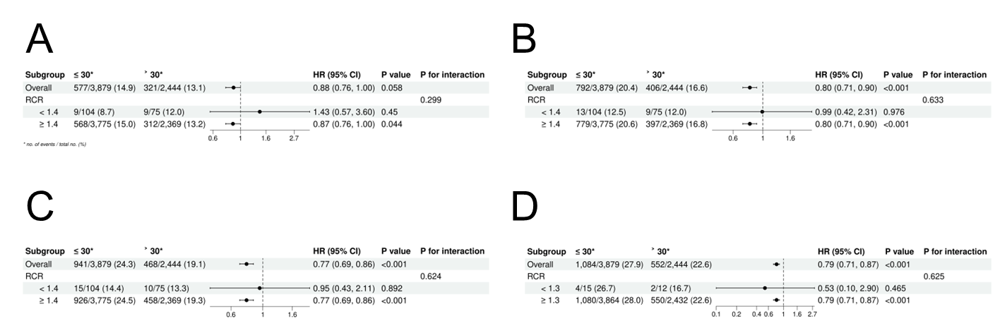 A
Subgroup ≤ 30* > 30* HR (95% CI) P value P for interaction
Overall 577/3,879 (14.9) 321/2,444 (13.1) 0.88 (0.76, 1.00) 0.058
RCR 0.299
< 1.4 9/104 (8.7) 9/75 (12.0) 1.43 (0.57, 3.60) 0.45
≥ 1.4 568/3,775 (15.0) 312/2,369 (13.2) 0.87 (0.76, 1.00) 0.044
0.6 1 1.6 2.7
* no. of events / total no. (%)
B
Subgroup ≤ 30* > 30* HR (95% CI) P value P for interaction
Overall 792/3,879 (20.4) 406/2,444 (16.6) 0.80 (0.71, 0.90) <0.001
RCR 0.633
< 1.4 13/104 (12.5) 9/75 (12.0) 0.99 (0.42, 2.31) 0.976
≥ 1.4 779/3,775 (20.6) 397/2,369 (16.8) 0.80 (0.71, 0.90) <0.001
0.6 1 1.6
C
Subgroup ≤ 30* > 30* HR (95% CI) P value P for interaction
Overall 941/3,879 (24.3) 468/2,444 (19.1) 0.77 (0.69, 0.86) <0.001
RCR 0.624
< 1.4 15/104 (14.4) 10/75 (13.3) 0.95 (0.43, 2.11) 0.892
≥ 1.4 926/3,775 (24.5) 458/2,369 (19.3) 0.77 (0.69, 0.86) <0.001
0.6 1 1.6
D
Subgroup ≤ 30* > 30* HR (95% CI) P value P for interaction
Overall 1,084/3,879 (27.9) 552/2,444 (22.6) 0.79 (0.71, 0.87) <0.001
RCR 0.625
< 1.3 4/15 (26.7) 2/12 (16.7) 0.53 (0.10, 2.90) 0.465
≥ 1.3 1,080/3,864 (28.0) 550/2,432 (22.6) 0.79 (0.71, 0.87) <0.001
0.1 0.2 0.4 0.6 1 1.6 2.7